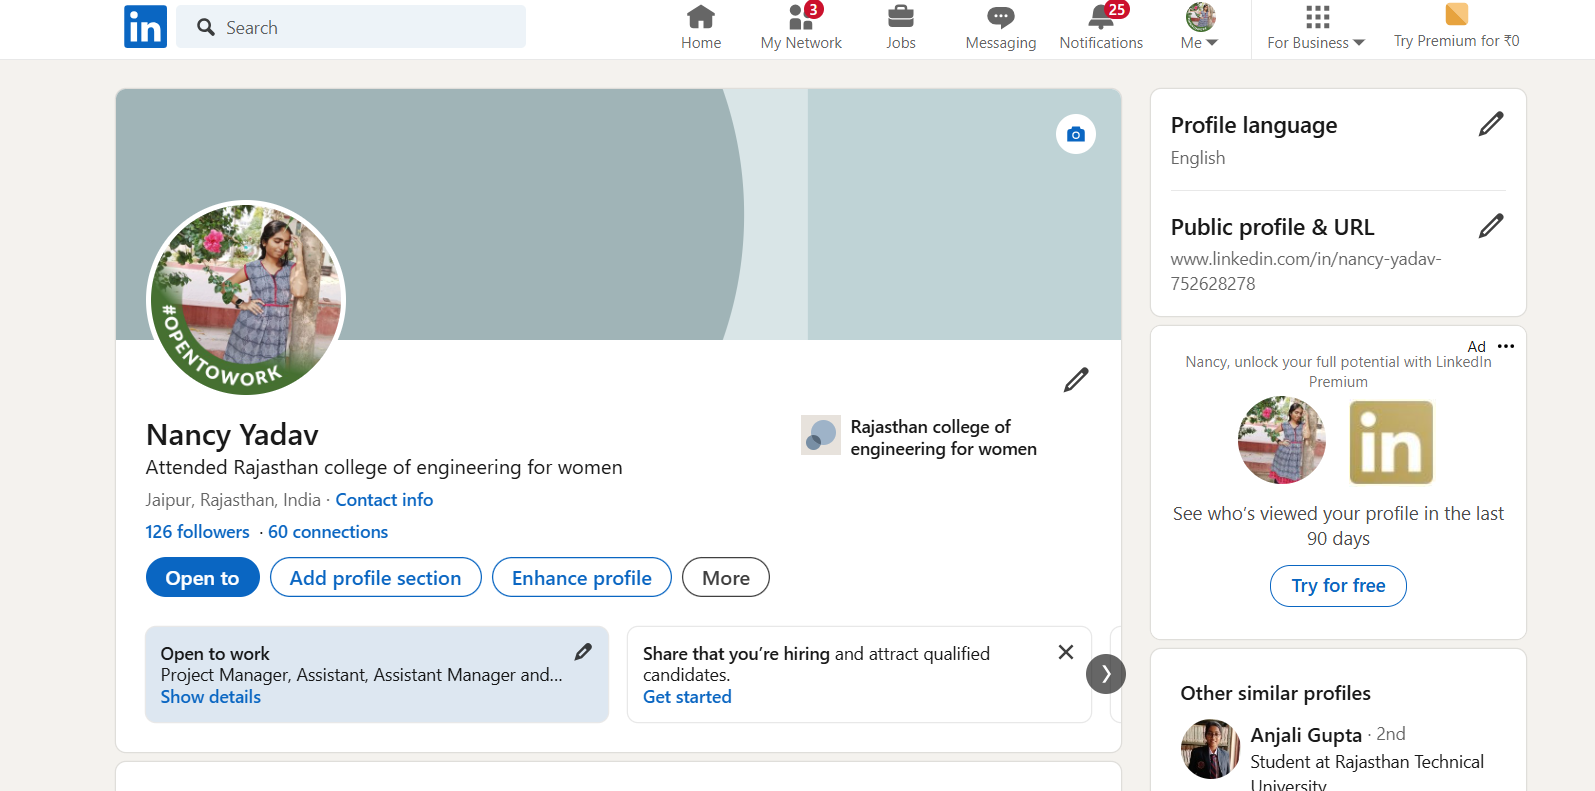 in
Search
3
25
Home
My Network
Jobs
Messaging
Notifications
Me
For Business
Try Premium for ₹0
#OPENTOWORK
Nancy Yadav
Attended Rajasthan college of engineering for women
Jaipur, Rajasthan, India · Contact info
126 followers · 60 connections
Rajasthan college of
engineering for women
Open to
Add profile section
Enhance profile
More
Open to work
Project Manager, Assistant, Assistant Manager and...
Show details
Share that you’re hiring and attract qualified
candidates.
Get started
Profile language
English
Public profile & URL
www.linkedin.com/in/nancy-yadav-
752628278
Ad
Nancy, unlock your full potential with LinkedIn
Premium
in
See who’s viewed your profile in the last
90 days
Try for free
Other similar profiles
Anjali Gupta · 2nd
Student at Rajasthan Technical
University